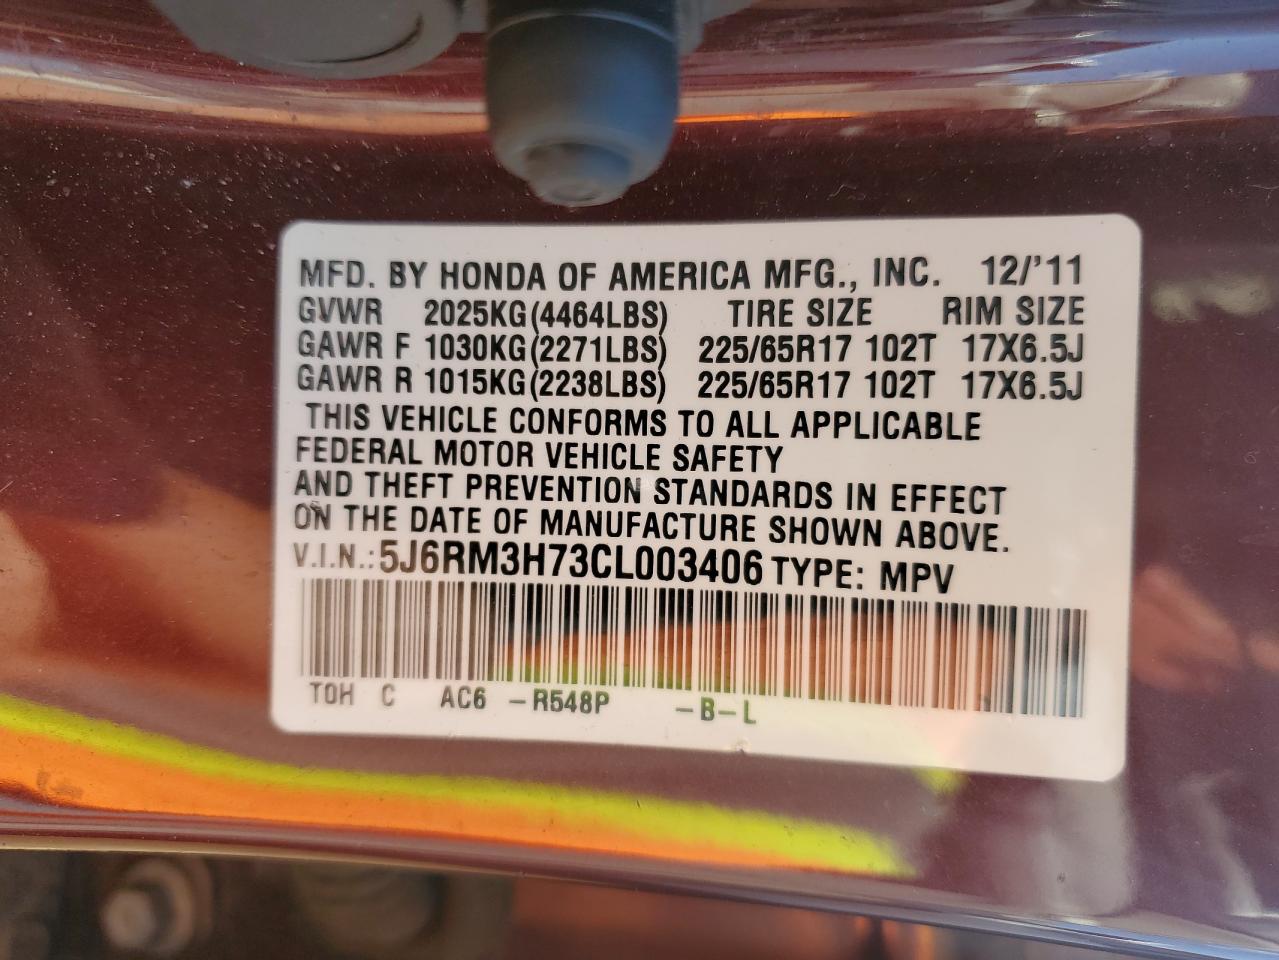 MFD. BY HONDA OF AMERICA MFG., INC. 12/'11
GVWR 2025KG(4464LBS) TIRE SIZE RIM SIZE
GAWR F 1030KG(2271LBS) 225/65R17 102T 17X6.5J
GAWR R 1015KG(2238LBS) 225/65R17 102T 17X6.5J
THIS VEHICLE CONFORMS TO ALL APPLICABLE
FEDERAL MOTOR VEHICLE SAFETY
AND THEFT PREVENTION STANDARDS IN EFFECT
ON THE DATE OF MANUFACTURE SHOWN ABOVE.
V.I.N.:5J6RM3H73CL003406 TYPE: MPV
TOH C AC6 -R548P -B-L